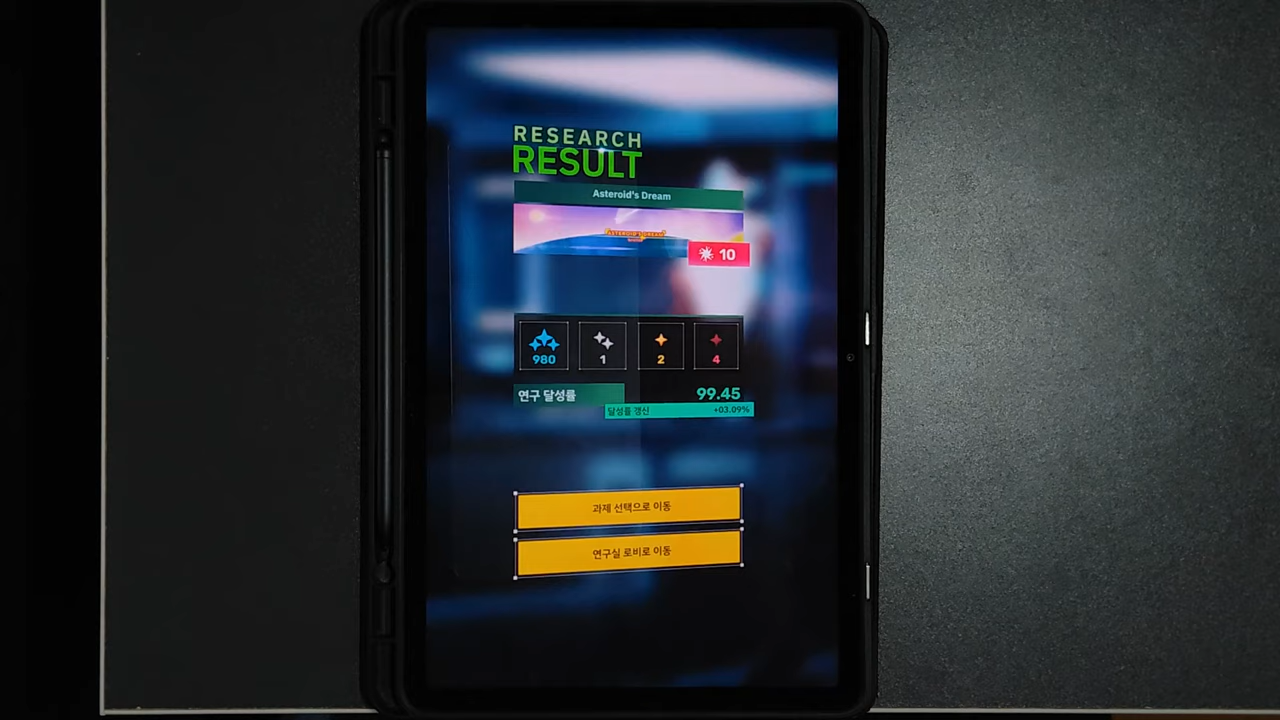 RESEARCH
RESULT
Asteroid's Dream
ASTEROID'S DREAM
10
980
1
2
4
연구 달성률
99.45
달성률 갱신
+03.09%
과제 선택으로 이동
연구실 로비로 이동